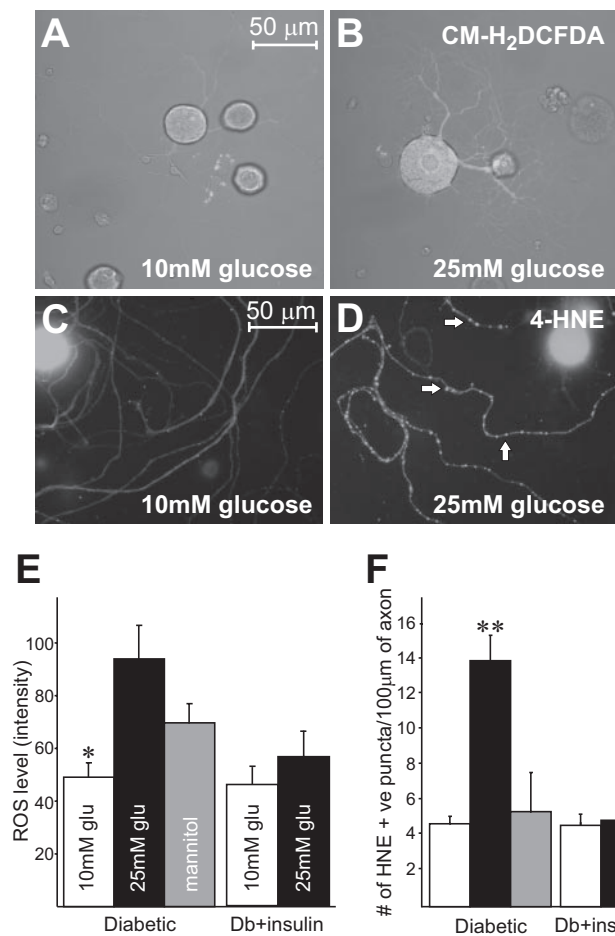 A
50 µm
B
CM-H₂DCFDA
10mM glucose
25mM glucose
C
50 µm
D
4-HNE
10mM glucose
25mM glucose
E
ROS level (intensity)
100
80
60
40
20
*
10mM glu
25mM glu
mannitol
10mM glu
25mM glu
Diabetic
Db+insulin
F
# of HNE + ve puncta/100µm of axon
16
14
12
10
8
6
4
2
**
Diabetic
Db+ins